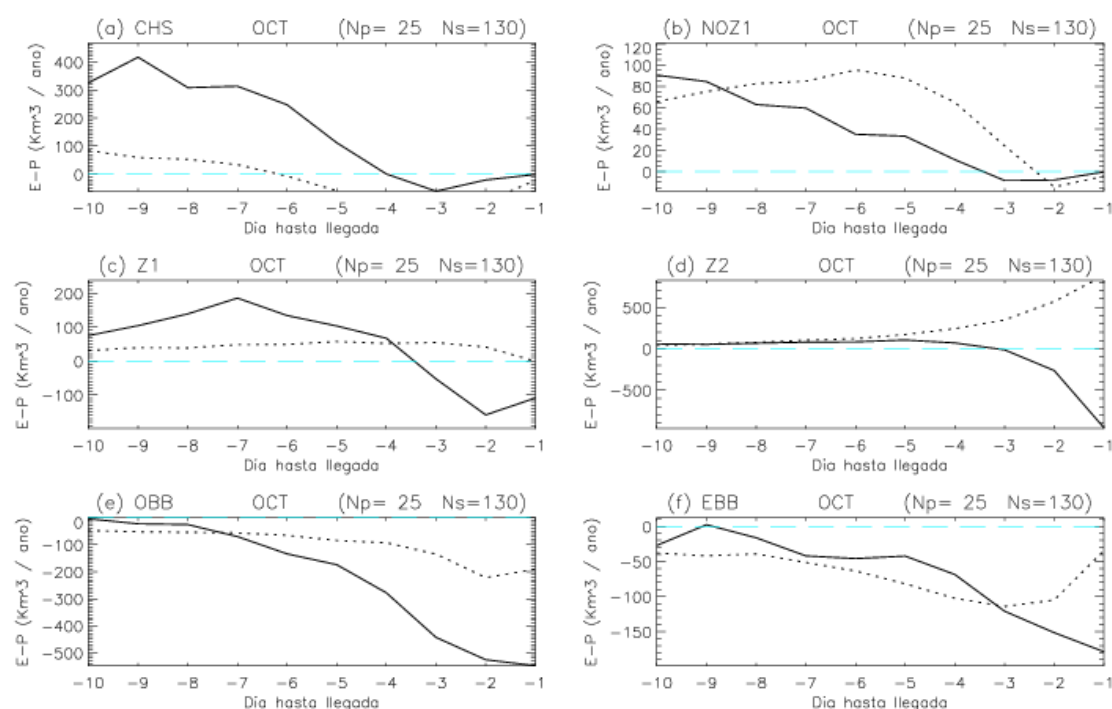 (a) CHS OCT (Np= 25 Ns=130)
E-P (Km^3 / ano)
400
300
200
100
0
-10 -9 -8 -7 -6 -5 -4 -3 -2 -1
Dia hasta llegada
(b) NOZ1 OCT (Np= 25 Ns=130)
E-P (Km^3 / ano)
120
100
80
60
40
20
0
-10 -9 -8 -7 -6 -5 -4 -3 -2 -1
Dia hasta llegada
(c) Z1 OCT (Np= 25 Ns=130)
E-P (Km^3 / ano)
200
100
0
-100
-10 -9 -8 -7 -6 -5 -4 -3 -2 -1
Dia hasta llegada
(d) Z2 OCT (Np= 25 Ns=130)
E-P (Km^3 / ano)
500
0
-500
-10 -9 -8 -7 -6 -5 -4 -3 -2 -1
Dia hasta llegada
(e) OBB OCT (Np= 25 Ns=130)
E-P (Km^3 / ano)
0
-100
-200
-300
-400
-500
-10 -9 -8 -7 -6 -5 -4 -3 -2 -1
Dia hasta llegada
(f) EBB OCT (Np= 25 Ns=130)
E-P (Km^3 / ano)
0
-50
-100
-150
-10 -9 -8 -7 -6 -5 -4 -3 -2 -1
Dia hasta llegada